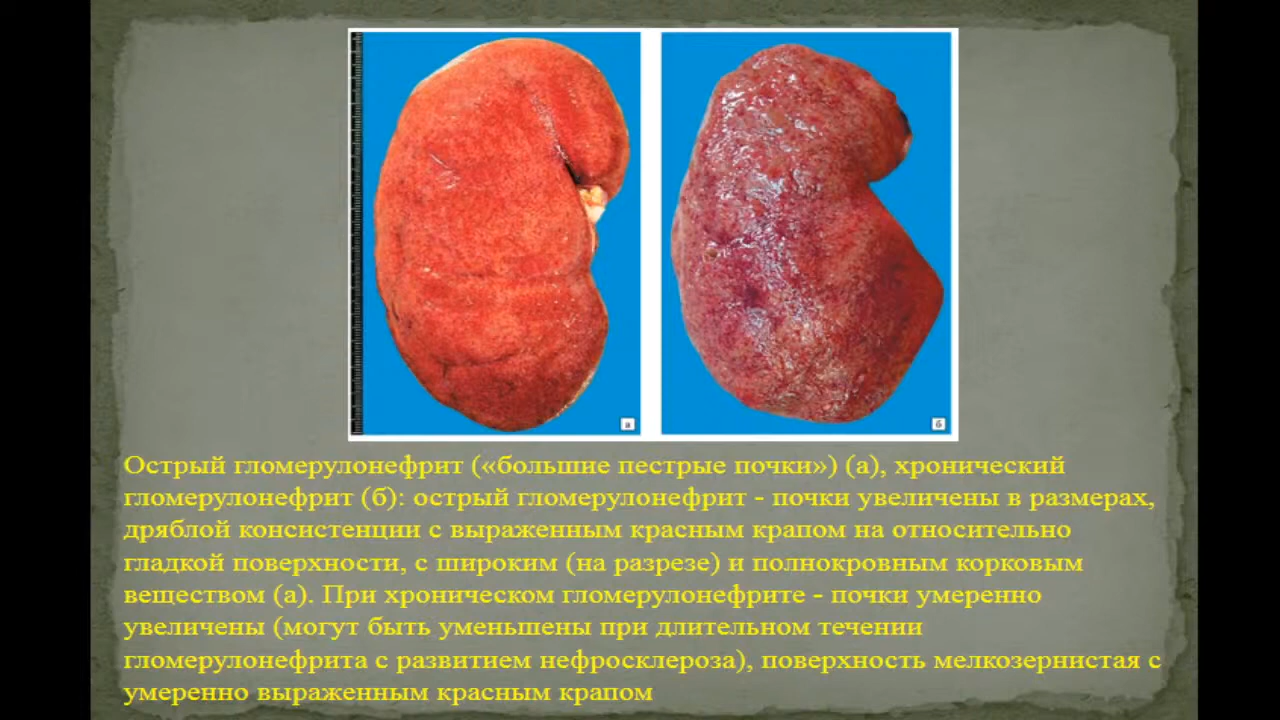 а
б
Острый гломерулонефрит («большие пестрые почки») (а), хронический
гломерулонефрит (б): острый гломерулонефрит - почки увеличены в размерах,
дряблой консистенции с выраженным красным крапом на относительно
гладкой поверхности, с широким (на разрезе) и полнокровным корковым
веществом (а). При хроническом гломерулонефрите - почки умеренно
увеличены (могут быть уменьшены при длительном течении
гломерулонефрита с развитием нефросклероза), поверхность мелкозернистая с
умеренно выраженным красным крапом